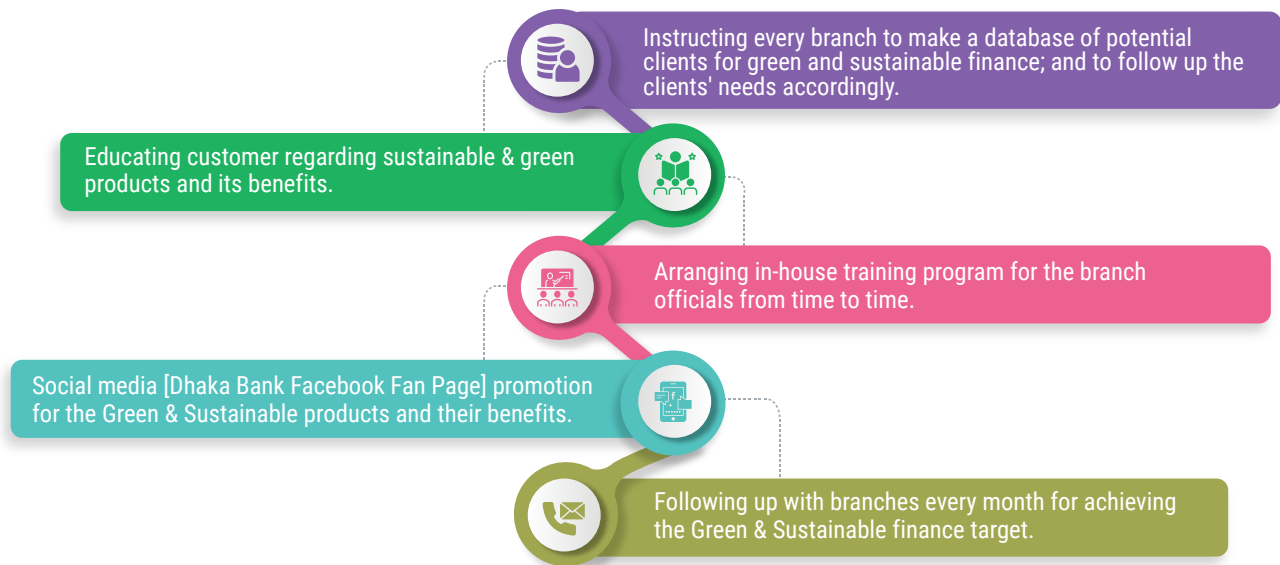 Instructing every branch to make a database of potential
clients for green and sustainable finance; and to follow up the
clients' needs accordingly.
Educating customer regarding sustainable & green
products and its benefits.
Arranging in-house training program for the branch
officials from time to time.
Social media [Dhaka Bank Facebook Fan Page] promotion
for the Green & Sustainable products and their benefits.
Following up with branches every month for achieving
the Green & Sustainable finance target.